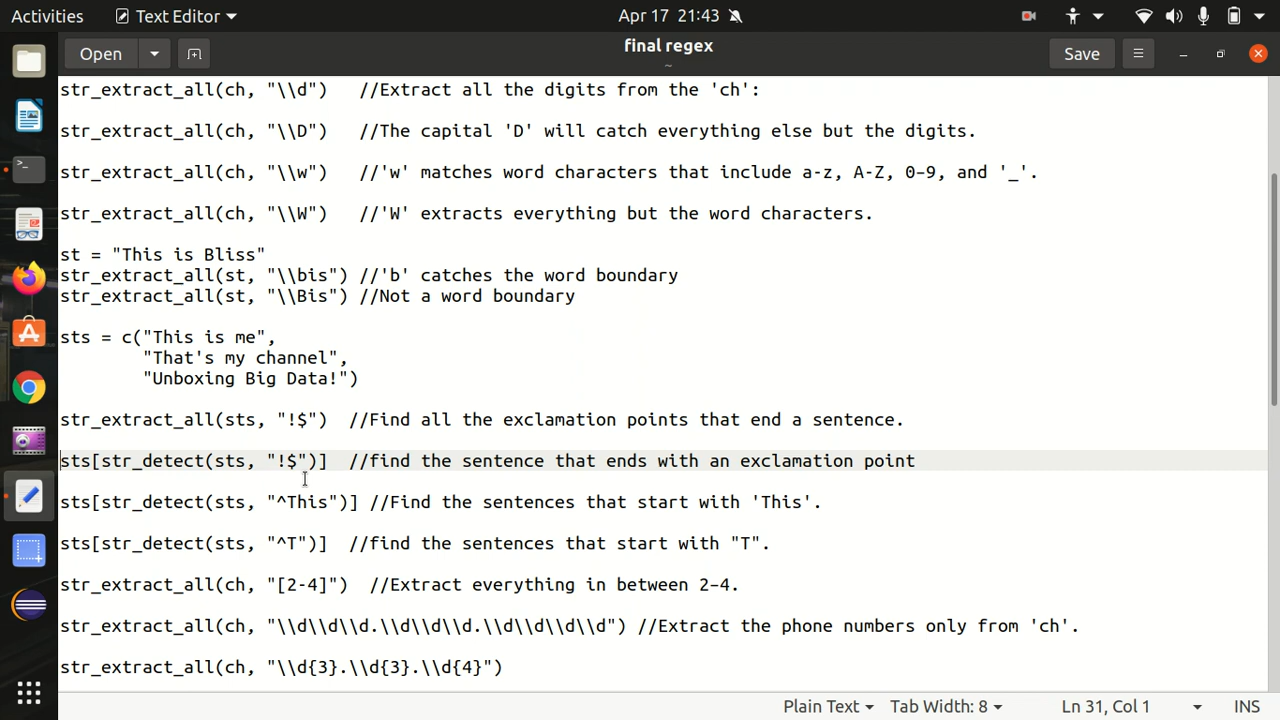 Activities
Text Editor
Apr 17 21:43
Open
final regex
~
Save
str_extract_all(ch, "\\d")   //Extract all the digits from the 'ch':
str_extract_all(ch, "\\D")   //The capital 'D' will catch everything else but the digits.
str_extract_all(ch, "\\w")   //'w' matches word characters that include a-z, A-Z, 0-9, and '_'.
str_extract_all(ch, "\\W")   //'W' extracts everything but the word characters.
st = "This is Bliss"
str_extract_all(st, "\\bis") //'b' catches the word boundary
str_extract_all(st, "\\Bis") //Not a word boundary
sts = c("This is me",
        "That's my channel",
        "Unboxing Big Data!")
str_extract_all(sts, "!$")  //Find all the exclamation points that end a sentence.
sts[str_detect(sts, "!$")]  //find the sentence that ends with an exclamation point
sts[str_detect(sts, "^This")] //Find the sentences that start with 'This'.
sts[str_detect(sts, "^T")]  //find the sentences that start with "T".
str_extract_all(ch, "[2-4]")  //Extract everything in between 2-4.
str_extract_all(ch, "\\d\\d\\d.\\d\\d\\d.\\d\\d\\d\\d") //Extract the phone numbers only from 'ch'.
str_extract_all(ch, "\\d{3}.\\d{3}.\\d{4}")
Plain Text
Tab Width: 8
Ln 31, Col 1
INS